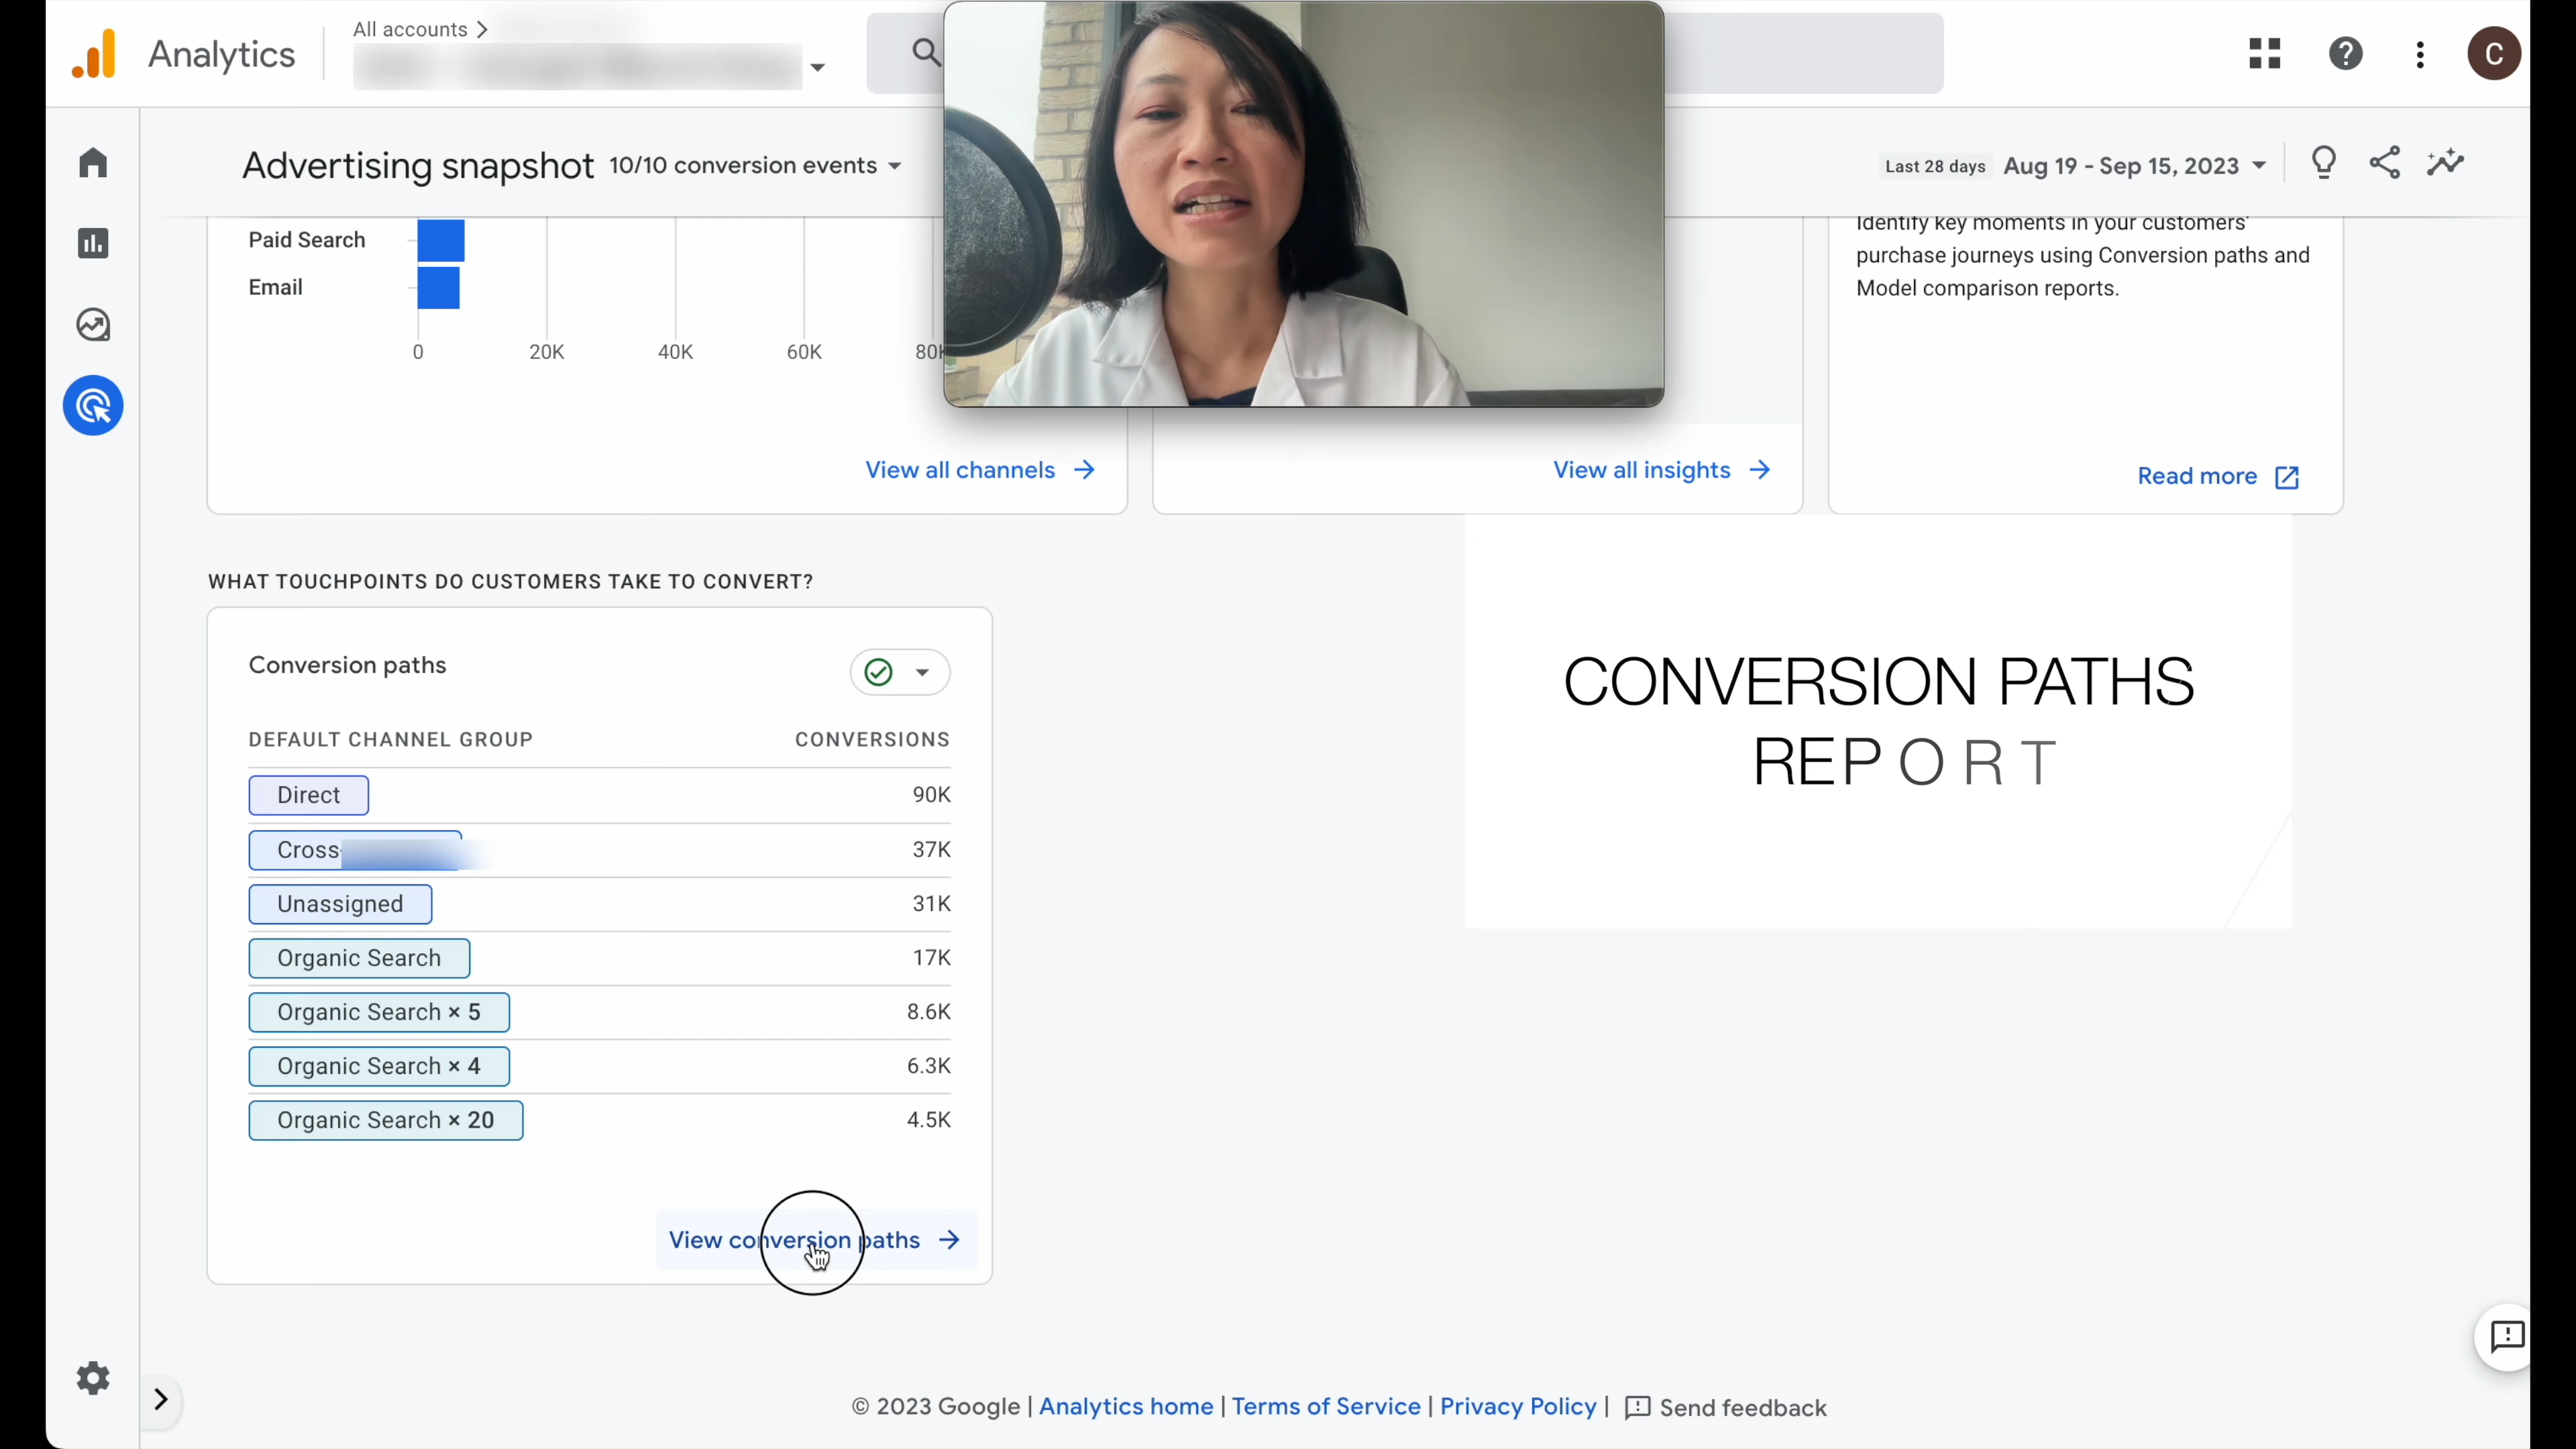 Analytics
All accounts
C
Advertising snapshot
10/10 conversion events
Last 28 days
Aug 19 - Sep 15, 2023
Paid Search
Email
0 20K 40K 60K
View all channels
View all insights
Identify key moments in your customers'
purchase journeys using Conversion paths and
Model comparison reports.
Read more
WHAT TOUCHPOINTS DO CUSTOMERS TAKE TO CONVERT?
Conversion paths
DEFAULT CHANNEL GROUP CONVERSIONS
Direct 90K
Cross- 37K
Unassigned 31K
Organic Search 17K
Organic Search × 5 8.6K
Organic Search × 4 6.3K
Organic Search × 20 4.5K
View conversion paths
CONVERSION PATHS
REPORT
© 2023 Google | Analytics home | Terms of Service | Privacy Policy | Send feedback